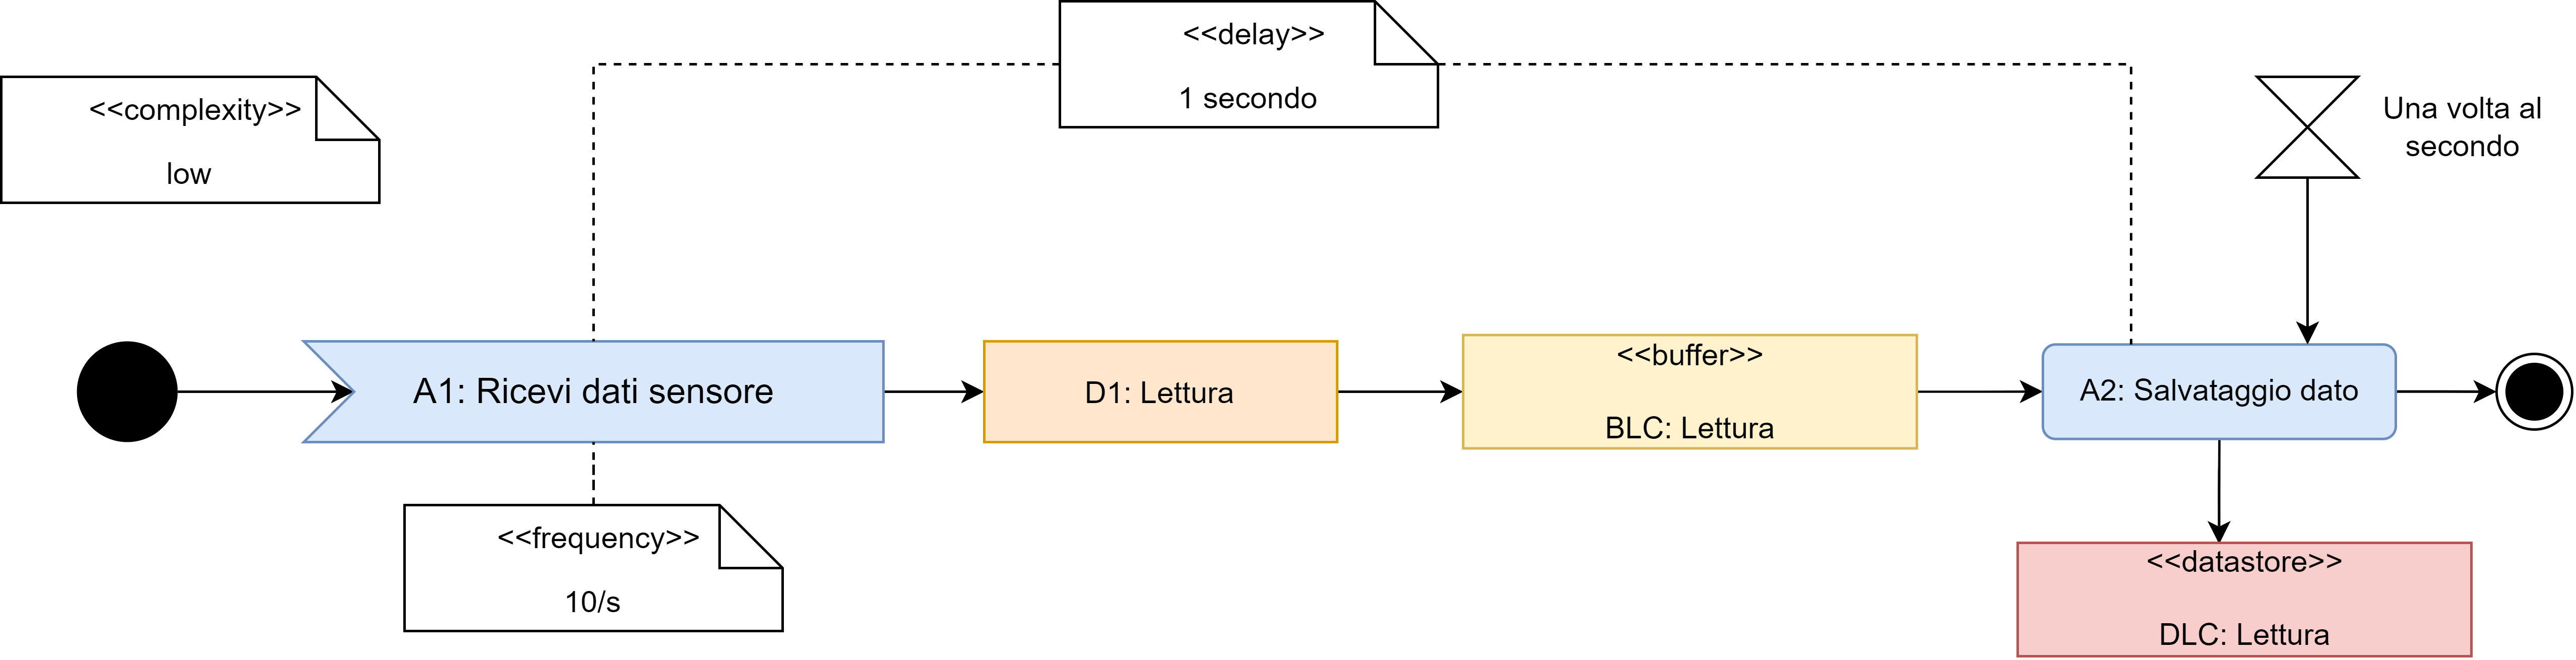 <<delay>>
1 secondo
<<complexity>>
low
Una volta al
secondo
A1: Ricevi dati sensore
D1: Lettura
<<buffer>>
BLC: Lettura
A2: Salvataggio dato
<<frequency>>
10/s
<<datastore>>
DLC: Lettura